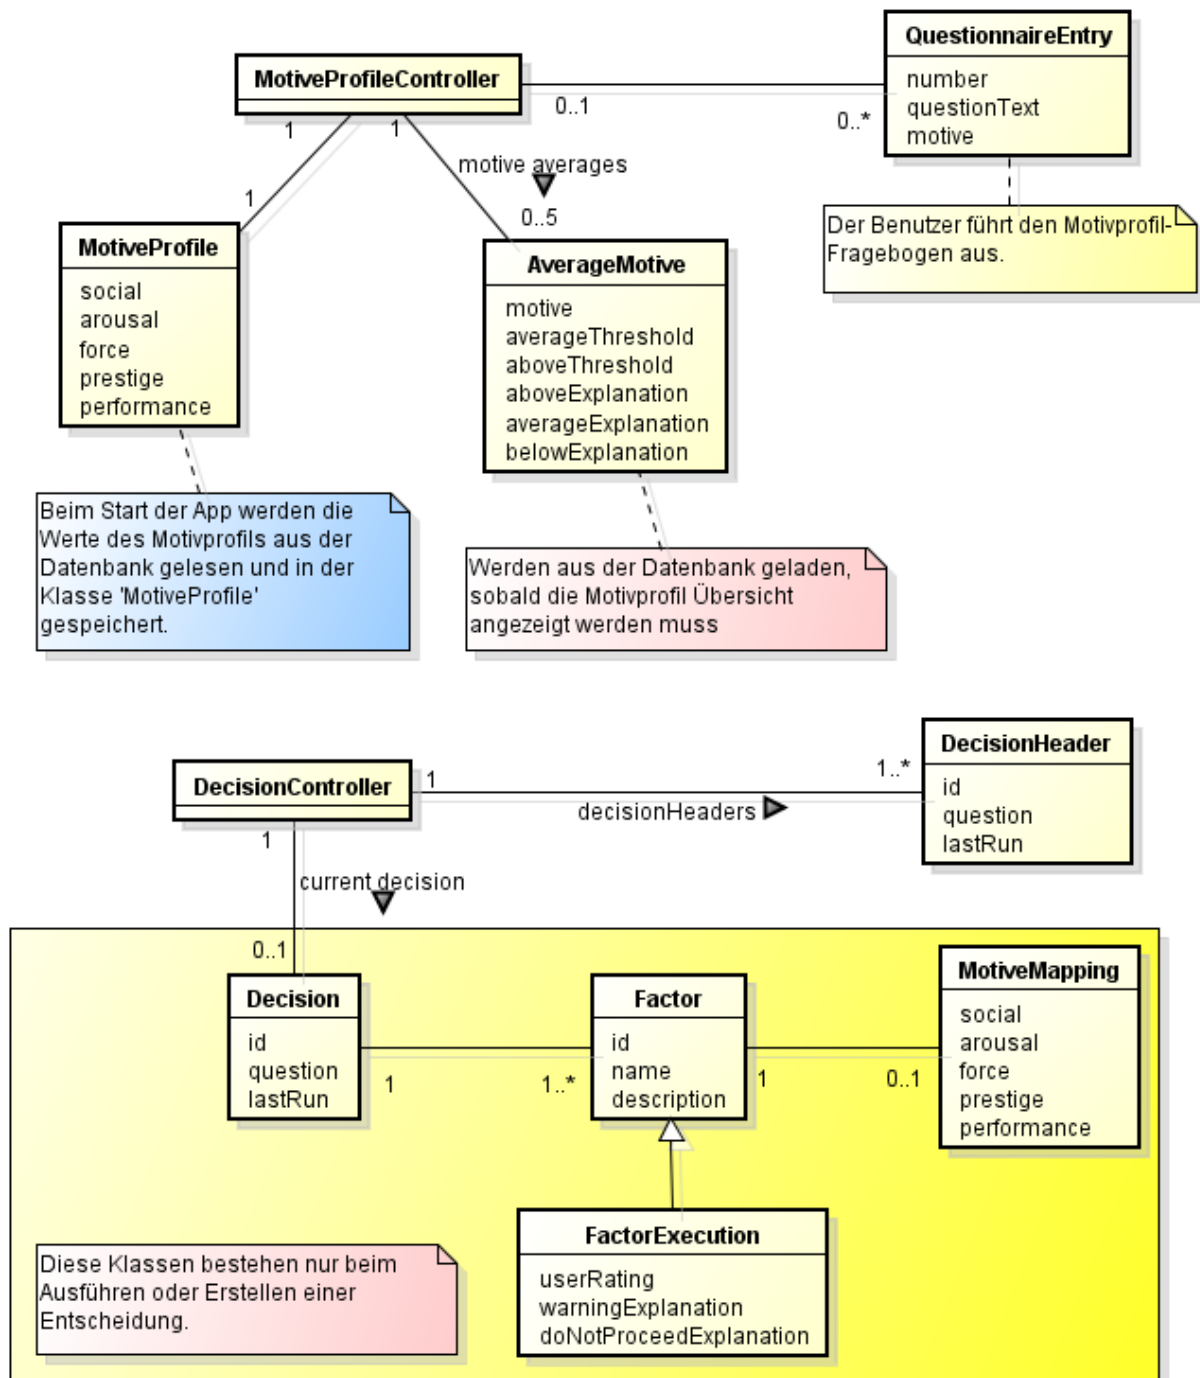 MotiveProfileController
QuestionnaireEntry
number
questionText
motive
0..1
0..*
1
1
motive averages
1
0..5
Der Benutzer führt den Motivprofil-
Fragebogen aus.
MotiveProfile
social
arousal
force
prestige
performance
AverageMotive
motive
averageThreshold
aboveThreshold
aboveExplanation
averageExplanation
belowExplanation
Beim Start der App werden die
Werte des Motivprofils aus der
Datenbank gelesen und in der
Klasse 'MotiveProfile'
gespeichert.
Werden aus der Datenbank geladen,
sobald die Motivprofil Übersicht
angezeigt werden muss
DecisionController
1
1..*
decisionHeaders
DecisionHeader
id
question
lastRun
1
current decision
0..1
Decision
id
question
lastRun
1
1..*
Factor
id
name
description
1
0..1
MotiveMapping
social
arousal
force
prestige
performance
FactorExecution
userRating
warningExplanation
doNotProceedExplanation
Diese Klassen bestehen nur beim
Ausführen oder Erstellen einer
Entscheidung.